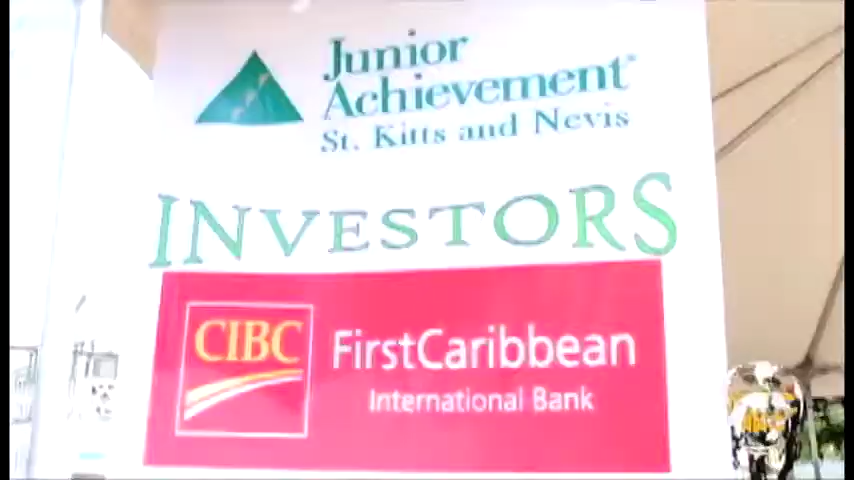 Junior
Achievement
St. Kitts and Nevis
INVESTORS
CIBC
FirstCaribbean
International Bank